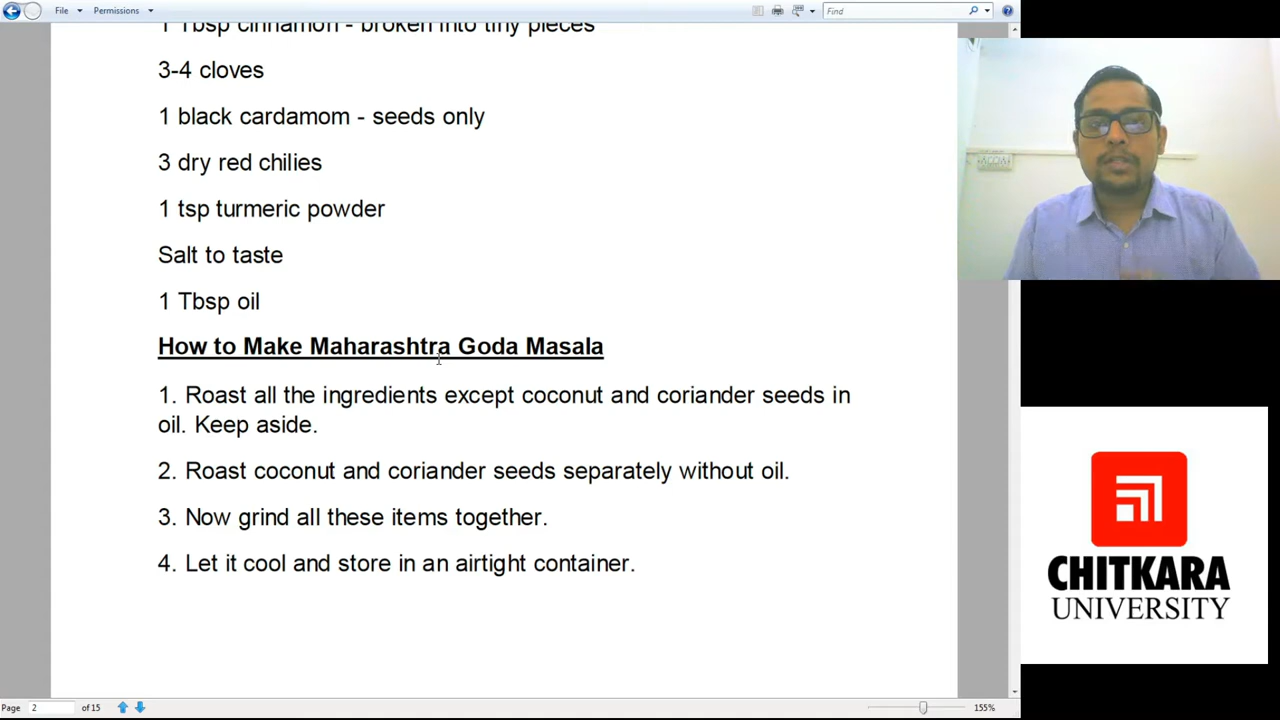 File
Permissions
Find
1 Tbsp cinnamon - broken into tiny pieces
3-4 cloves
1 black cardamom - seeds only
3 dry red chilies
1 tsp turmeric powder
Salt to taste
1 Tbsp oil
How to Make Maharashtra Goda Masala
1. Roast all the ingredients except coconut and coriander seeds in
oil. Keep aside.
2. Roast coconut and coriander seeds separately without oil.
3. Now grind all these items together.
4. Let it cool and store in an airtight container.
CHITKARA
UNIVERSITY
Page 2 of 15
155%